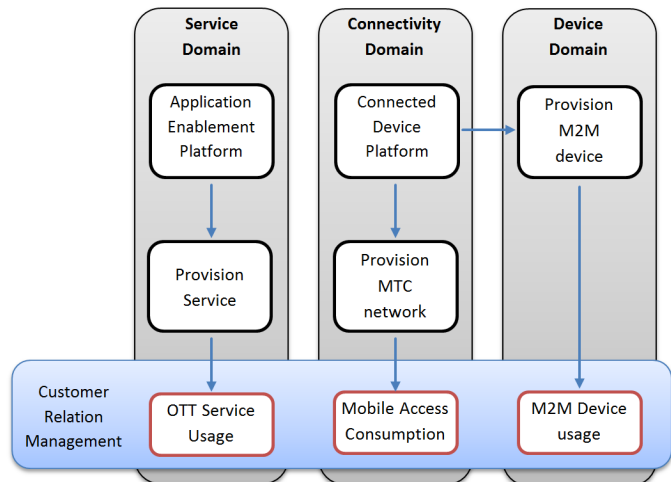 Service
Domain
Connectivity
Domain
Device
Domain
Application
Enablement
Platform
Connected
Device
Platform
Provision
M2M
device
Provision
Service
Provision
MTC
network
Customer
Relation
Management
OTT Service
Usage
Mobile Access
Consumption
M2M Device
usage